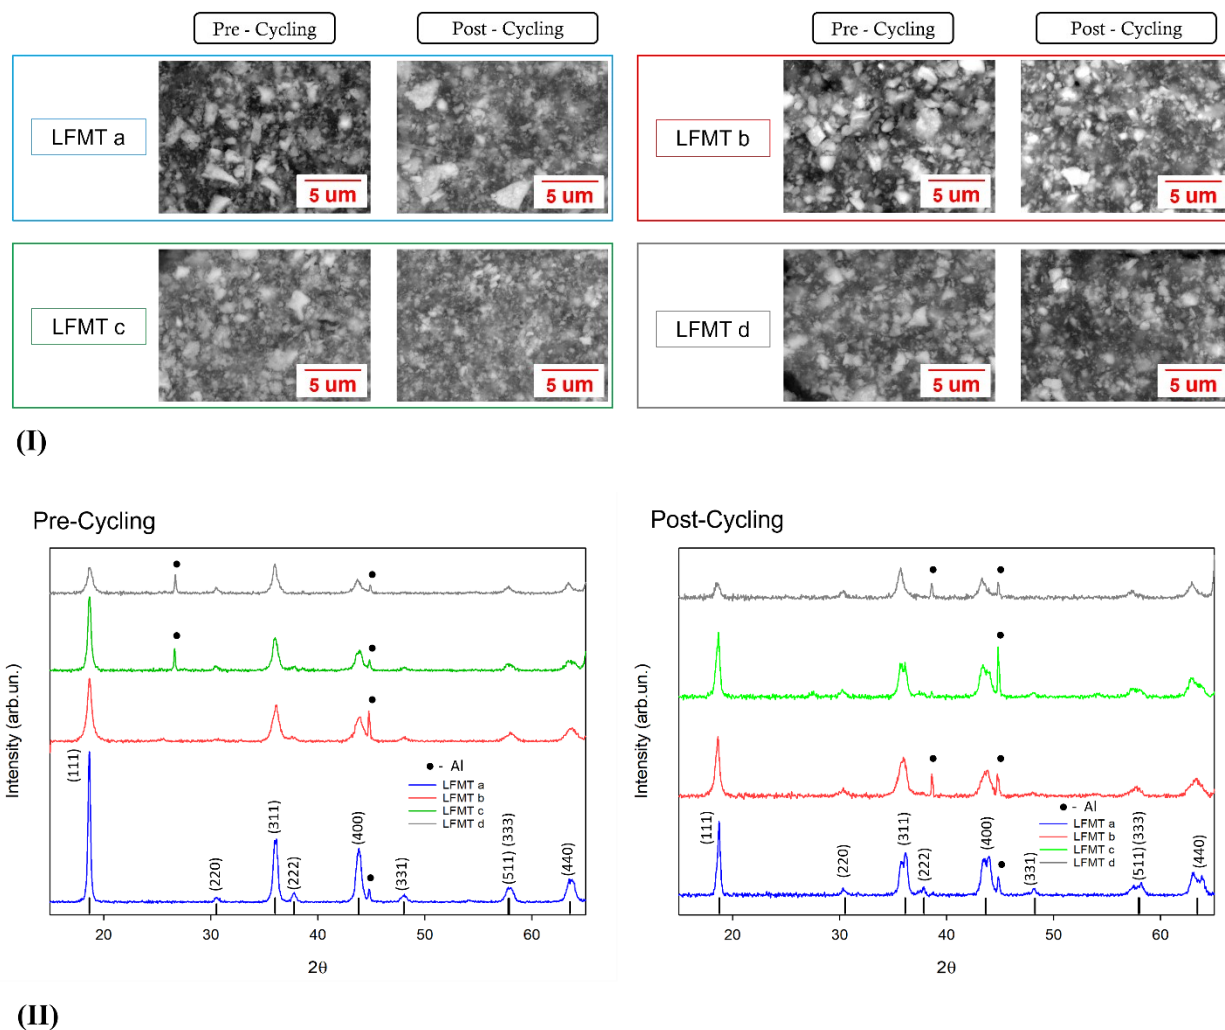 Pre - Cycling
Post - Cycling
Pre - Cycling
Post - Cycling
LFMT a
5 um
5 um
LFMT b
5 um
5 um
LFMT c
5 um
5 um
LFMT d
5 um
5 um
(I)
Pre-Cycling
Intensity (arb.un.)
(111)
(220)
(311)
(222)
(400)
(331)
(511) (333)
(440)
- Al
LFMT a
LFMT b
LFMT c
LFMT d
20
30
40
50
60
2θ
Post-Cycling
Intensity (arb.un.)
(111)
(220)
(311)
(222)
(400)
(331)
(511) (333)
(440)
- Al
LFMT a
LFMT b
LFMT c
LFMT d
20
30
40
50
60
2θ
(II)